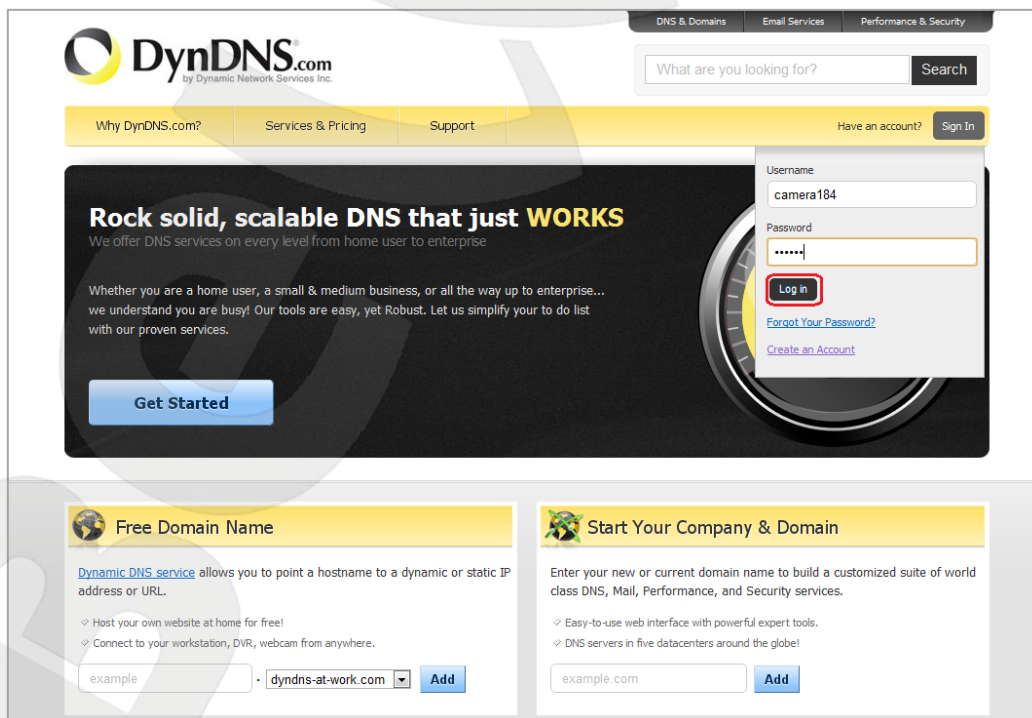 DNS & Domains Email Services Performance & Security
DynDNS.com
by Dynamic Network Services Inc.
What are you looking for? Search
Why DynDNS.com? Services & Pricing Support Have an account? Sign In
Username
camera184
Password
••••••
Log in
Forgot Your Password?
Create an Account
Rock solid, scalable DNS that just WORKS
We offer DNS services on every level from home user to enterprise
Whether you are a home user, a small & medium business, or all the way up to enterprise...
we understand you are busy! Our tools are easy, yet Robust. Let us simplify your to do list
with our proven services.
Get Started
Free Domain Name
Dynamic DNS service allows you to point a hostname to a dynamic or static IP
address or URL.
Host your own website at home for free!
Connect to your workstation, DVR, webcam from anywhere.
example . dyndns-at-work.com Add
Start Your Company & Domain
Enter your new or current domain name to build a customized suite of world
class DNS, Mail, Performance, and Security services.
Easy-to-use web interface with powerful expert tools.
DNS servers in five datacenters around the globe!
example.com Add